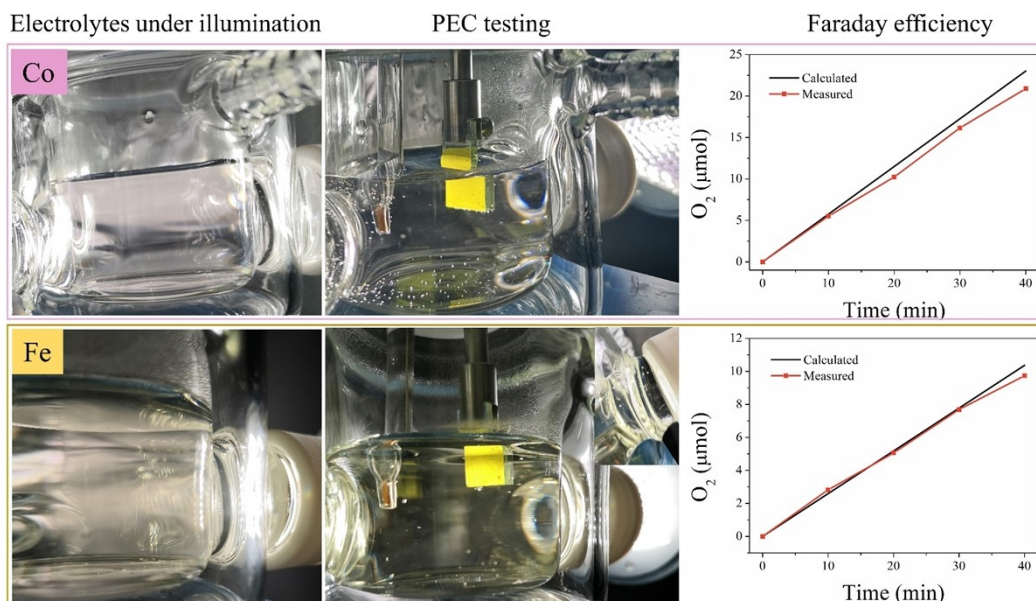 Electrolytes under illumination
PEC testing
Faraday efficiency
Co
25
20
15
10
5
0
O₂ (μmol)
Calculated
Measured
0 10 20 30 40
Time (min)
Fe
12
10
8
6
4
2
0
O₂ (μmol)
Calculated
Measured
0 10 20 30 40
Time (min)